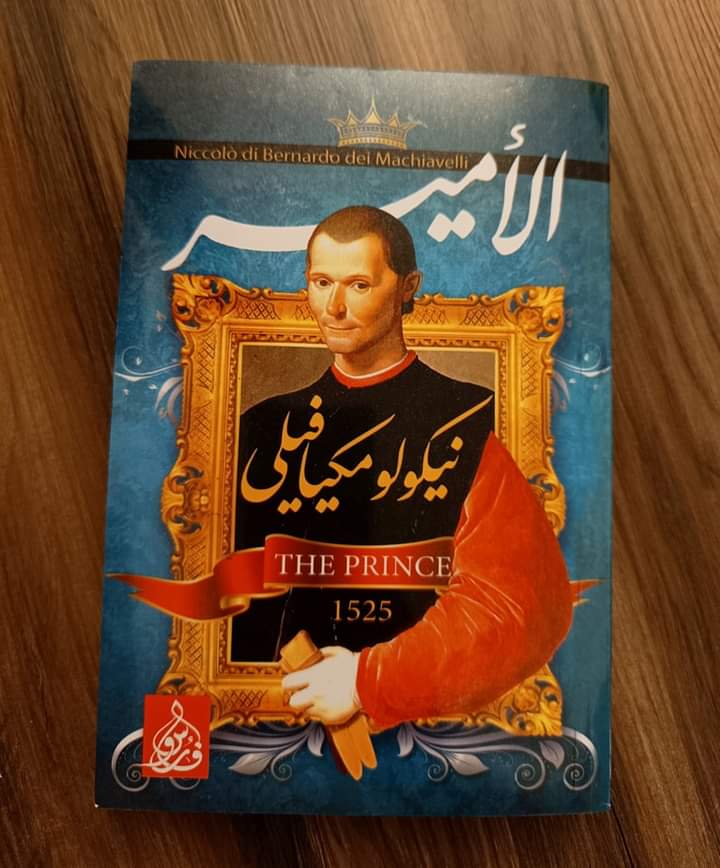 Niccolò di Bernardo dei Machiavelli
الأمير
نيكولو مكيافيلي
THE PRINCE
1525